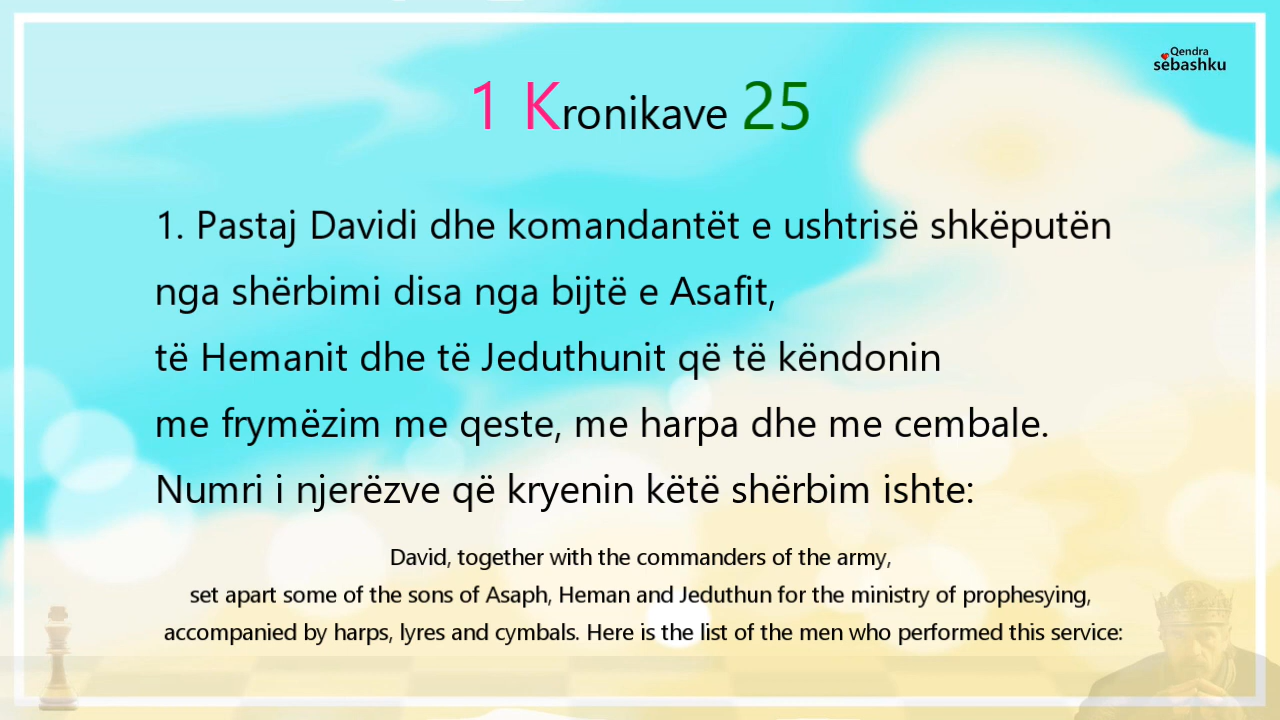 Qendra
sëbashku
1 Kronikave 25
1. Pastaj Davidi dhe komandantët e ushtrisë shkëputën
nga shërbimi disa nga bijtë e Asafit,
të Hemanit dhe të Jeduthunit që të këndonin
me frymëzim me qeste, me harpa dhe me cembale.
Numri i njerëzve që kryenin këtë shërbim ishte:
David, together with the commanders of the army,
set apart some of the sons of Asaph, Heman and Jeduthun for the ministry of prophesying,
accompanied by harps, lyres and cymbals. Here is the list of the men who performed this service: